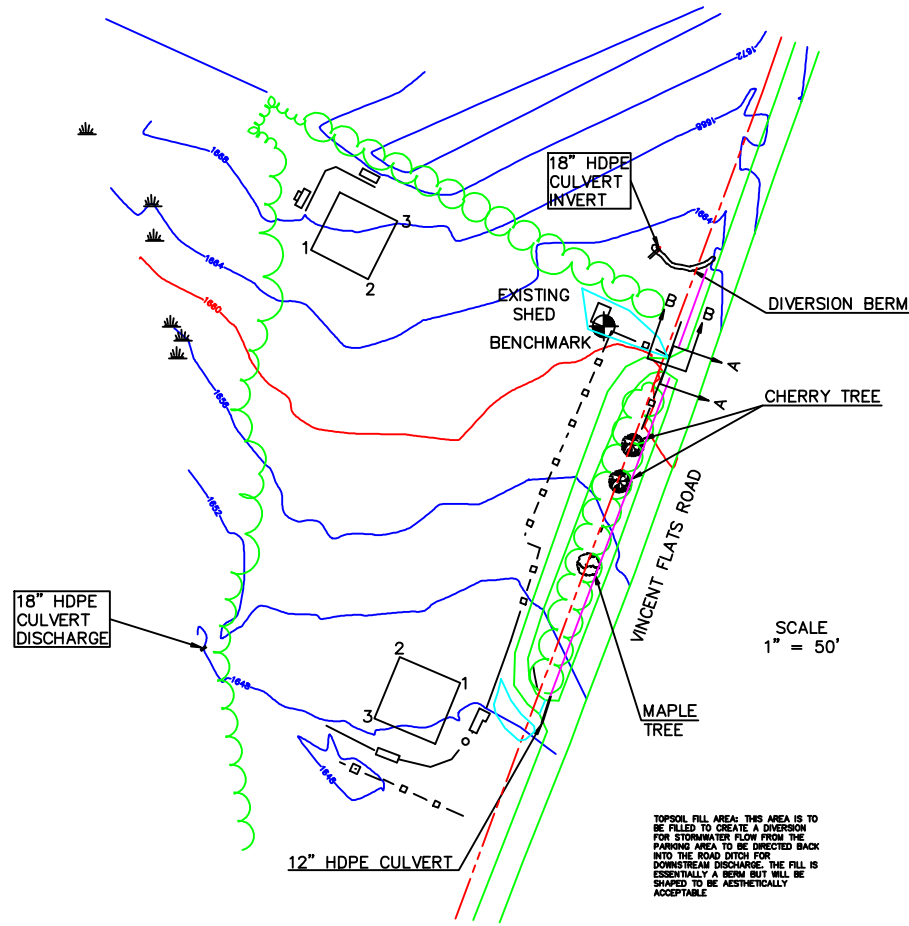 1672
1668
18" HDPE
CULVERT
INVERT
1668
1664
3
1
2
1664
1660
EXISTING
SHED
BENCHMARK
B
B
DIVERSION BERM
A
A
CHERRY TREE
1656
1652
VINCENT FLATS ROAD
18" HDPE
CULVERT
DISCHARGE
SCALE
1" = 50'
2
1
3
1648
MAPLE
TREE
1648
12" HDPE CULVERT
TOPSOIL FILL AREA: THIS AREA IS TO
BE FILLED TO CREATE A DIVERSION
FOR STORMWATER FLOW FROM THE
PARKING AREA TO BE DIRECTED BACK
INTO THE ROAD DITCH FOR
DOWNSTREAM DISCHARGE. THE FILL IS
ESSENTIALLY A BERM BUT WILL BE
SHAPED TO BE AESTHETICALLY
ACCEPTABLE